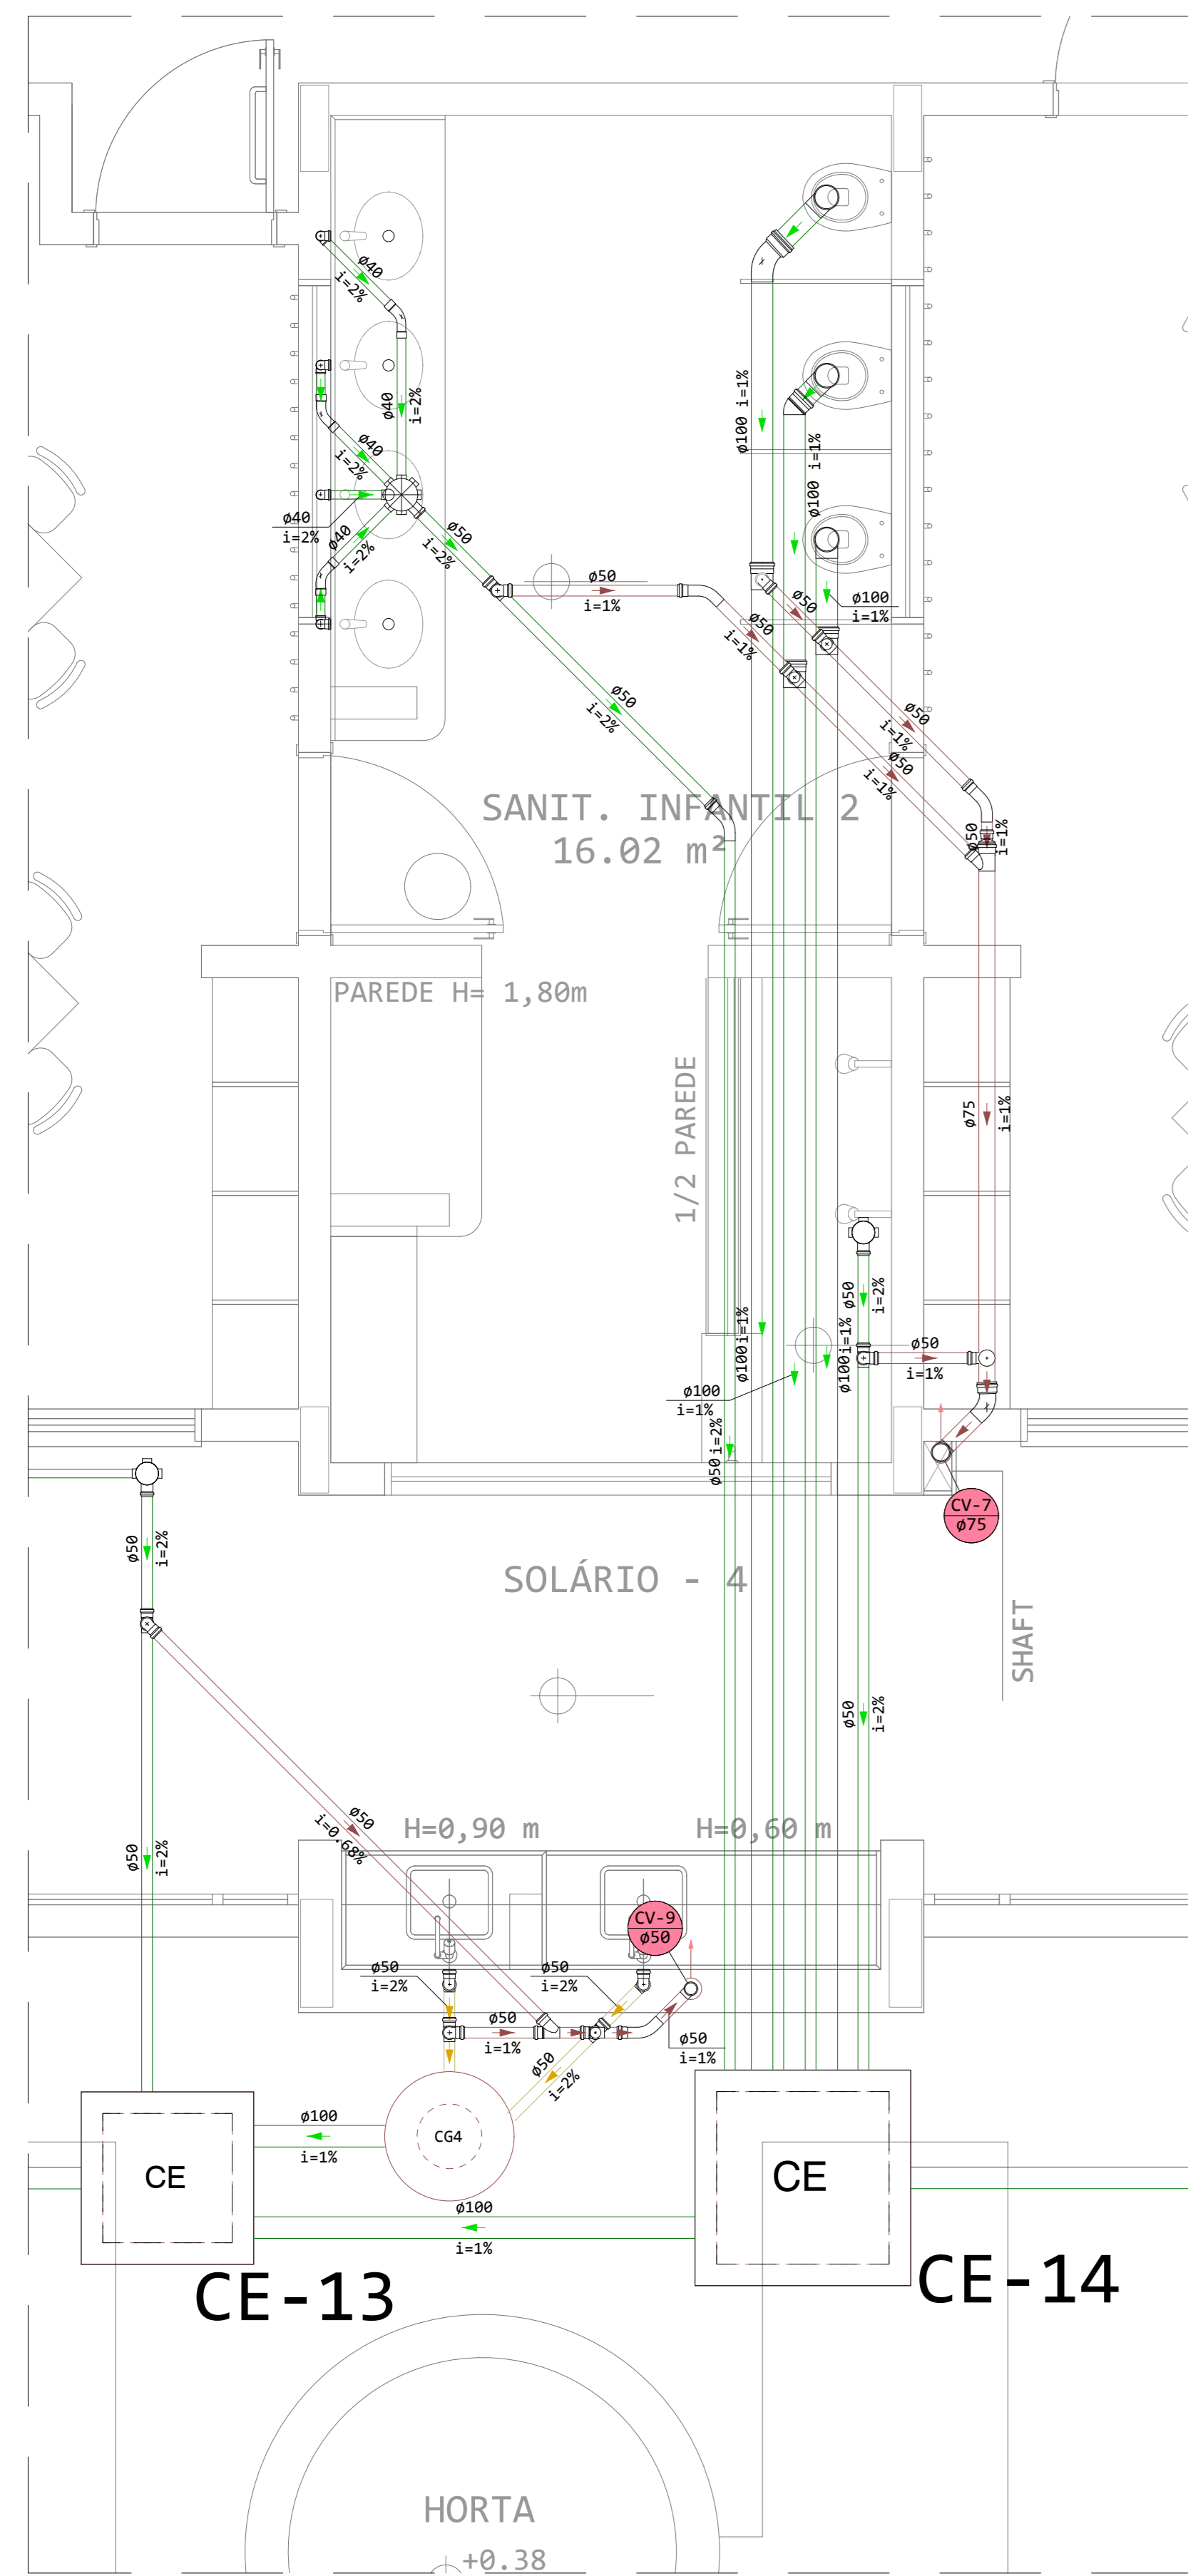 ø40
i=2%
ø40
i=2%
ø40
i=2%
ø40
i=2%
ø40
i=2%
ø50
i=2%
ø100 i=1%
ø100 i=1%
ø50
i=1%
ø50
i=1%
ø50
ø100
i=1%
ø50
i=2%
ø50
i=1%
ø50
i=1%
ø50
i=1%
SANIT. INFANTIL 2
16.02 m²
PAREDE H= 1,80m
1/2 PAREDE
ø75
i=1%
ø50
i=2%
ø100 i=1%
ø100 i=1%
ø50
i=1%
ø100
i=1%
ø50 i=2%
CV-7
ø75
ø50
i=2%
SOLÁRIO - 4
SHAFT
ø50
i=2%
ø50
i=0.68%
H=0,90 m
H=0,60 m
ø50
i=2%
CV-9
ø50
ø50
i=2%
ø50
i=2%
ø50
i=1%
ø50
i=1%
ø50
i=2%
ø100
i=1%
CG4
CE
CE
ø100
i=1%
CE-13
CE-14
HORTA
+0.38